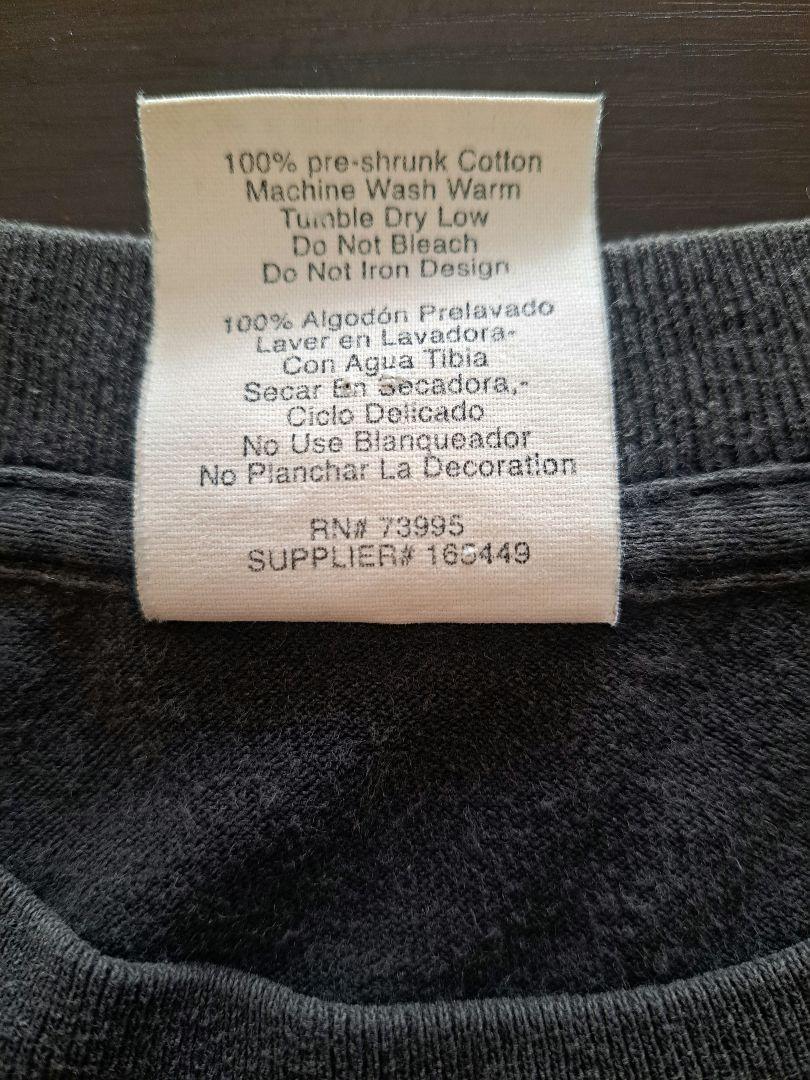 100% pre-shrunk Cotton
Machine Wash Warm
Tumble Dry Low
Do Not Bleach
Do Not Iron Design
100% Algodón Prelavado
Laver en Lavadora-
Con Agua Tibia
Secar En Secadora,-
Ciclo Delicado
No Use Blanqueador
No Planchar La Decoration
RN# 73995
SUPPLIER# 165449